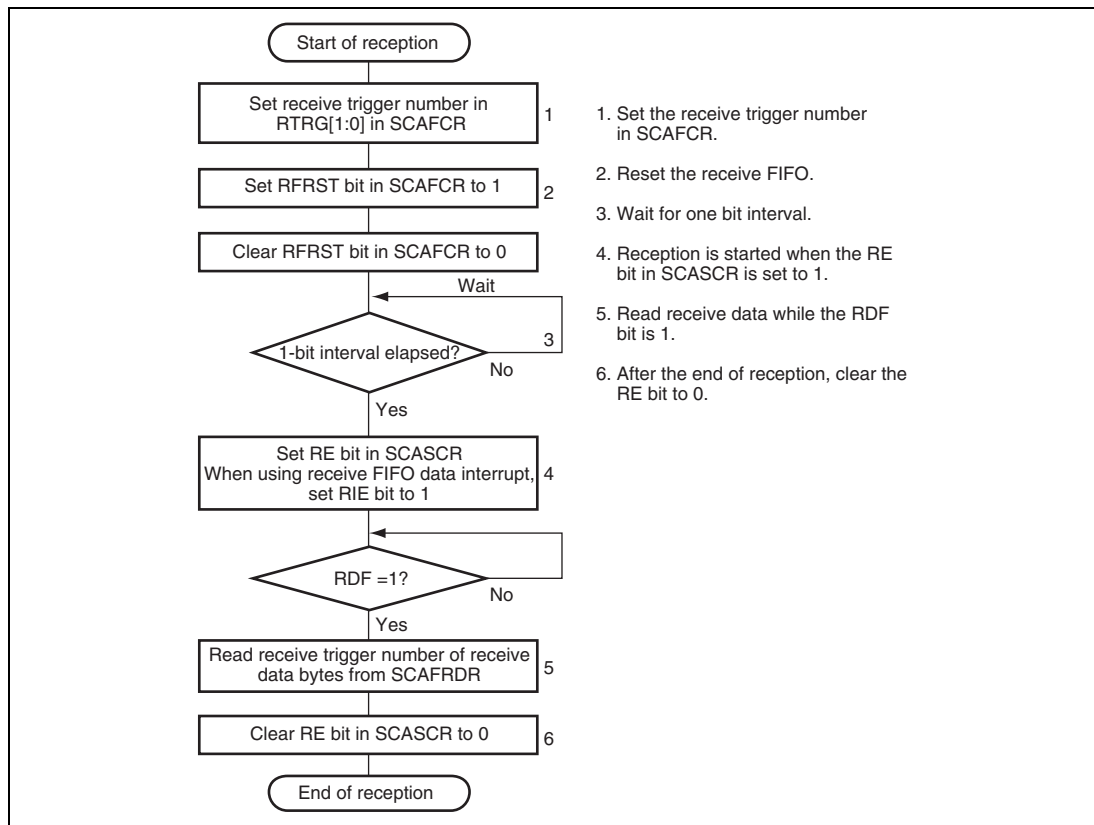 Start of reception
Set receive trigger number in
RTRG[1:0] in SCAFCR
1
Set RFRST bit in SCAFCR to 1
2
Clear RFRST bit in SCAFCR to 0
Wait
1-bit interval elapsed?
3
No
Yes
Set RE bit in SCASCR
When using receive FIFO data interrupt,
set RIE bit to 1
4
RDF =1?
No
Yes
Read receive trigger number of receive
data bytes from SCAFRDR
5
Clear RE bit in SCASCR to 0
6
End of reception
1. Set the receive trigger number
in SCAFCR.
2. Reset the receive FIFO.
3. Wait for one bit interval.
4. Reception is started when the RE
bit in SCASCR is set to 1.
5. Read receive data while the RDF
bit is 1.
6. After the end of reception, clear the
RE bit to 0.